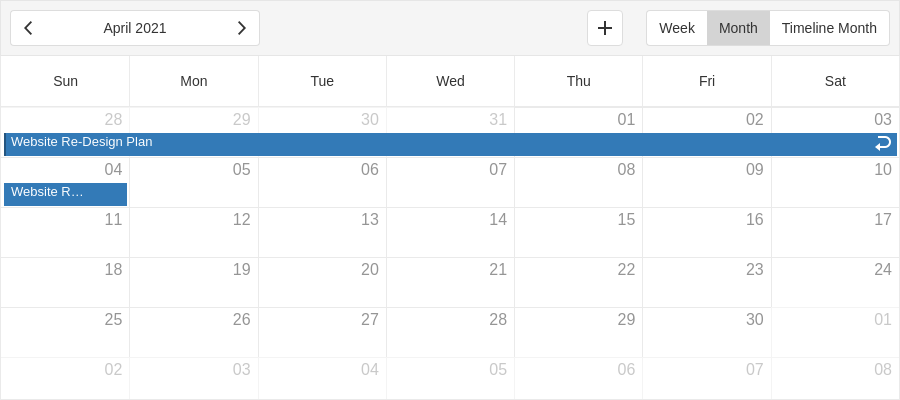 April 2021 Week Month Timeline Month
Sun Mon Tue Wed Thu Fri Sat
28 29 30 31 01 02 03
Website Re-Design Plan
04 05 06 07 08 09 10
Website R…
11 12 13 14 15 16 17
18 19 20 21 22 23 24
25 26 27 28 29 30 01
02 03 04 05 06 07 08